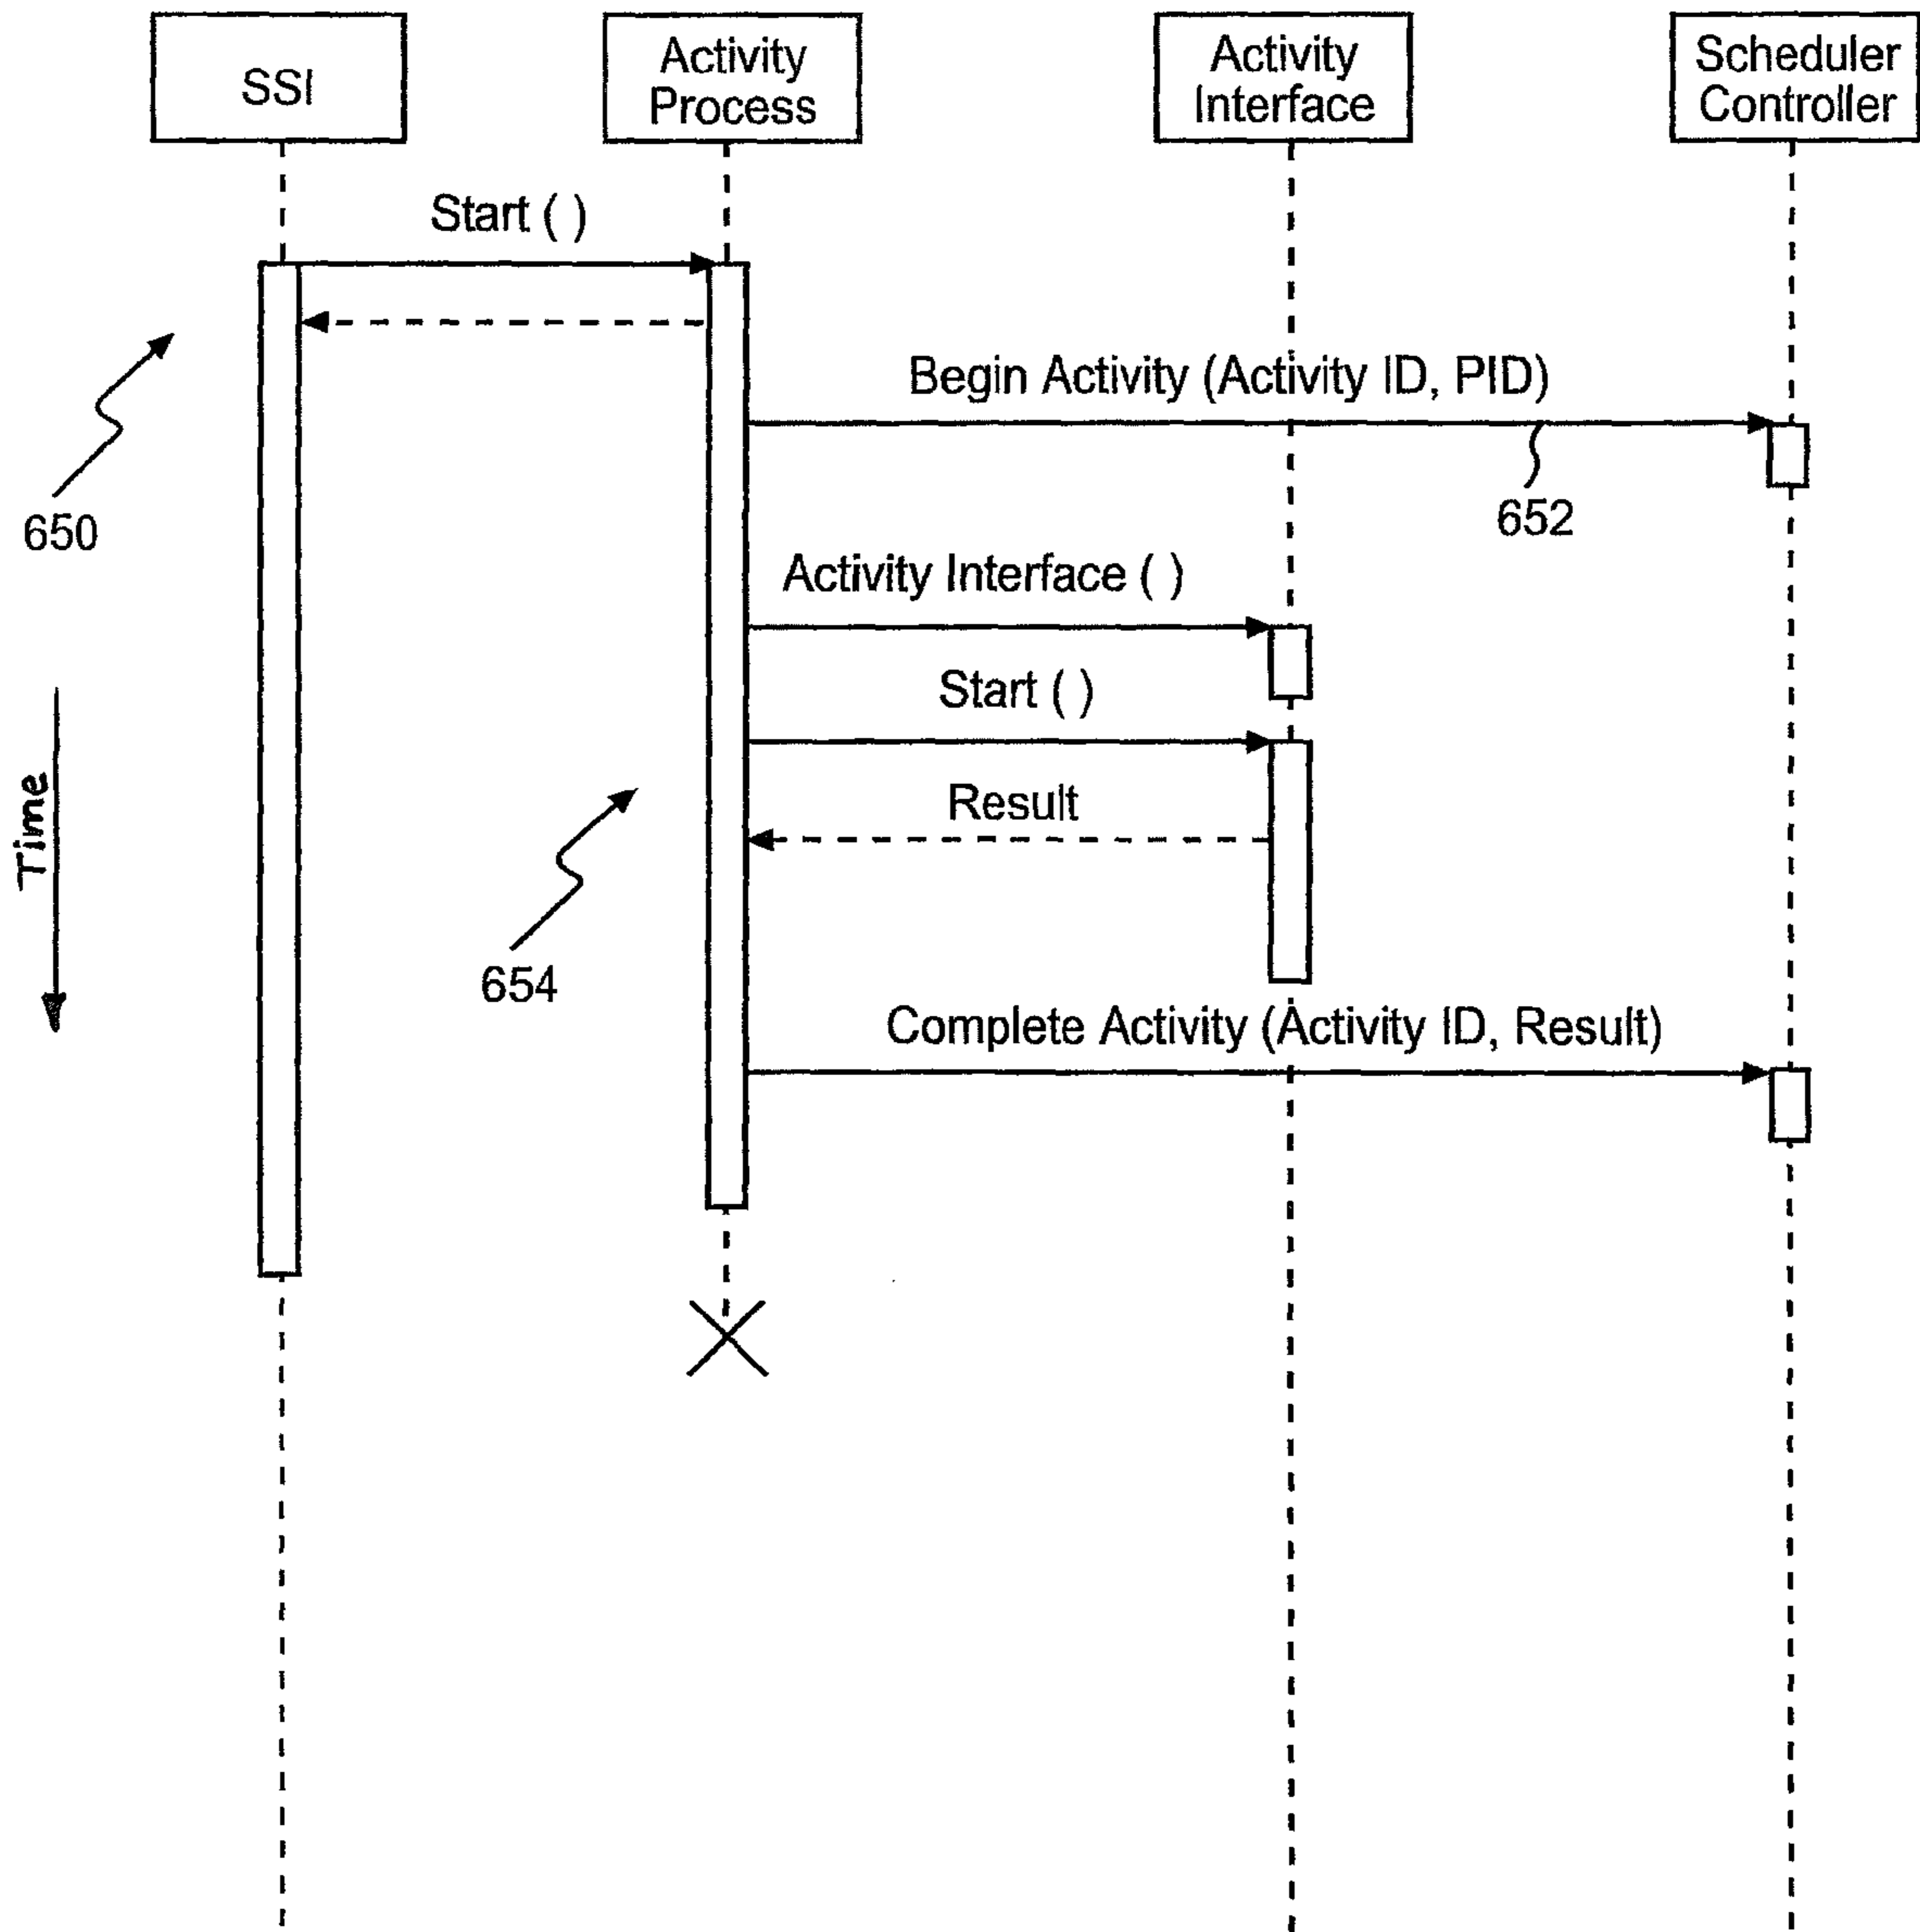 SSI
Activity
Process
Activity
Interface
Scheduler
Controller
Start ( )
Begin Activity (Activity ID, PID)
650
652
Activity Interface ( )
Start ( )
Time
Result
654
Complete Activity (Activity ID, Result)